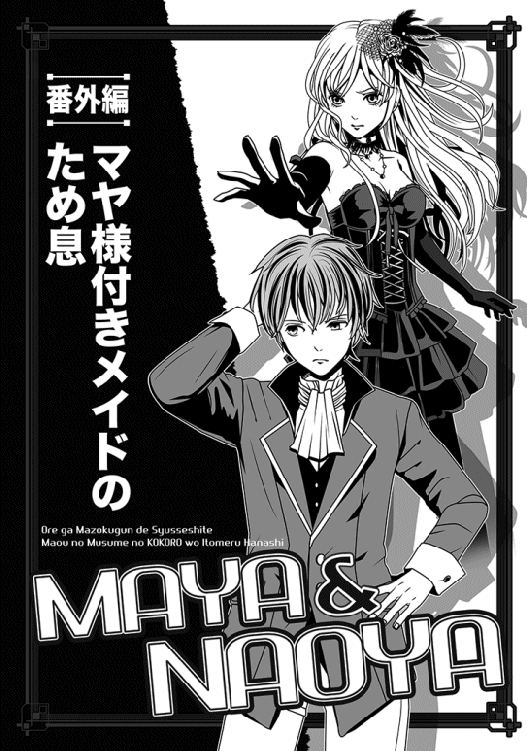 番外編
マヤ様付きメイドの
ため息
Ore ga Mazokugun de Syusseshite
Maou no Musume no KOKORO wo Itomeru Hanashi
MAYA &
NAOYA